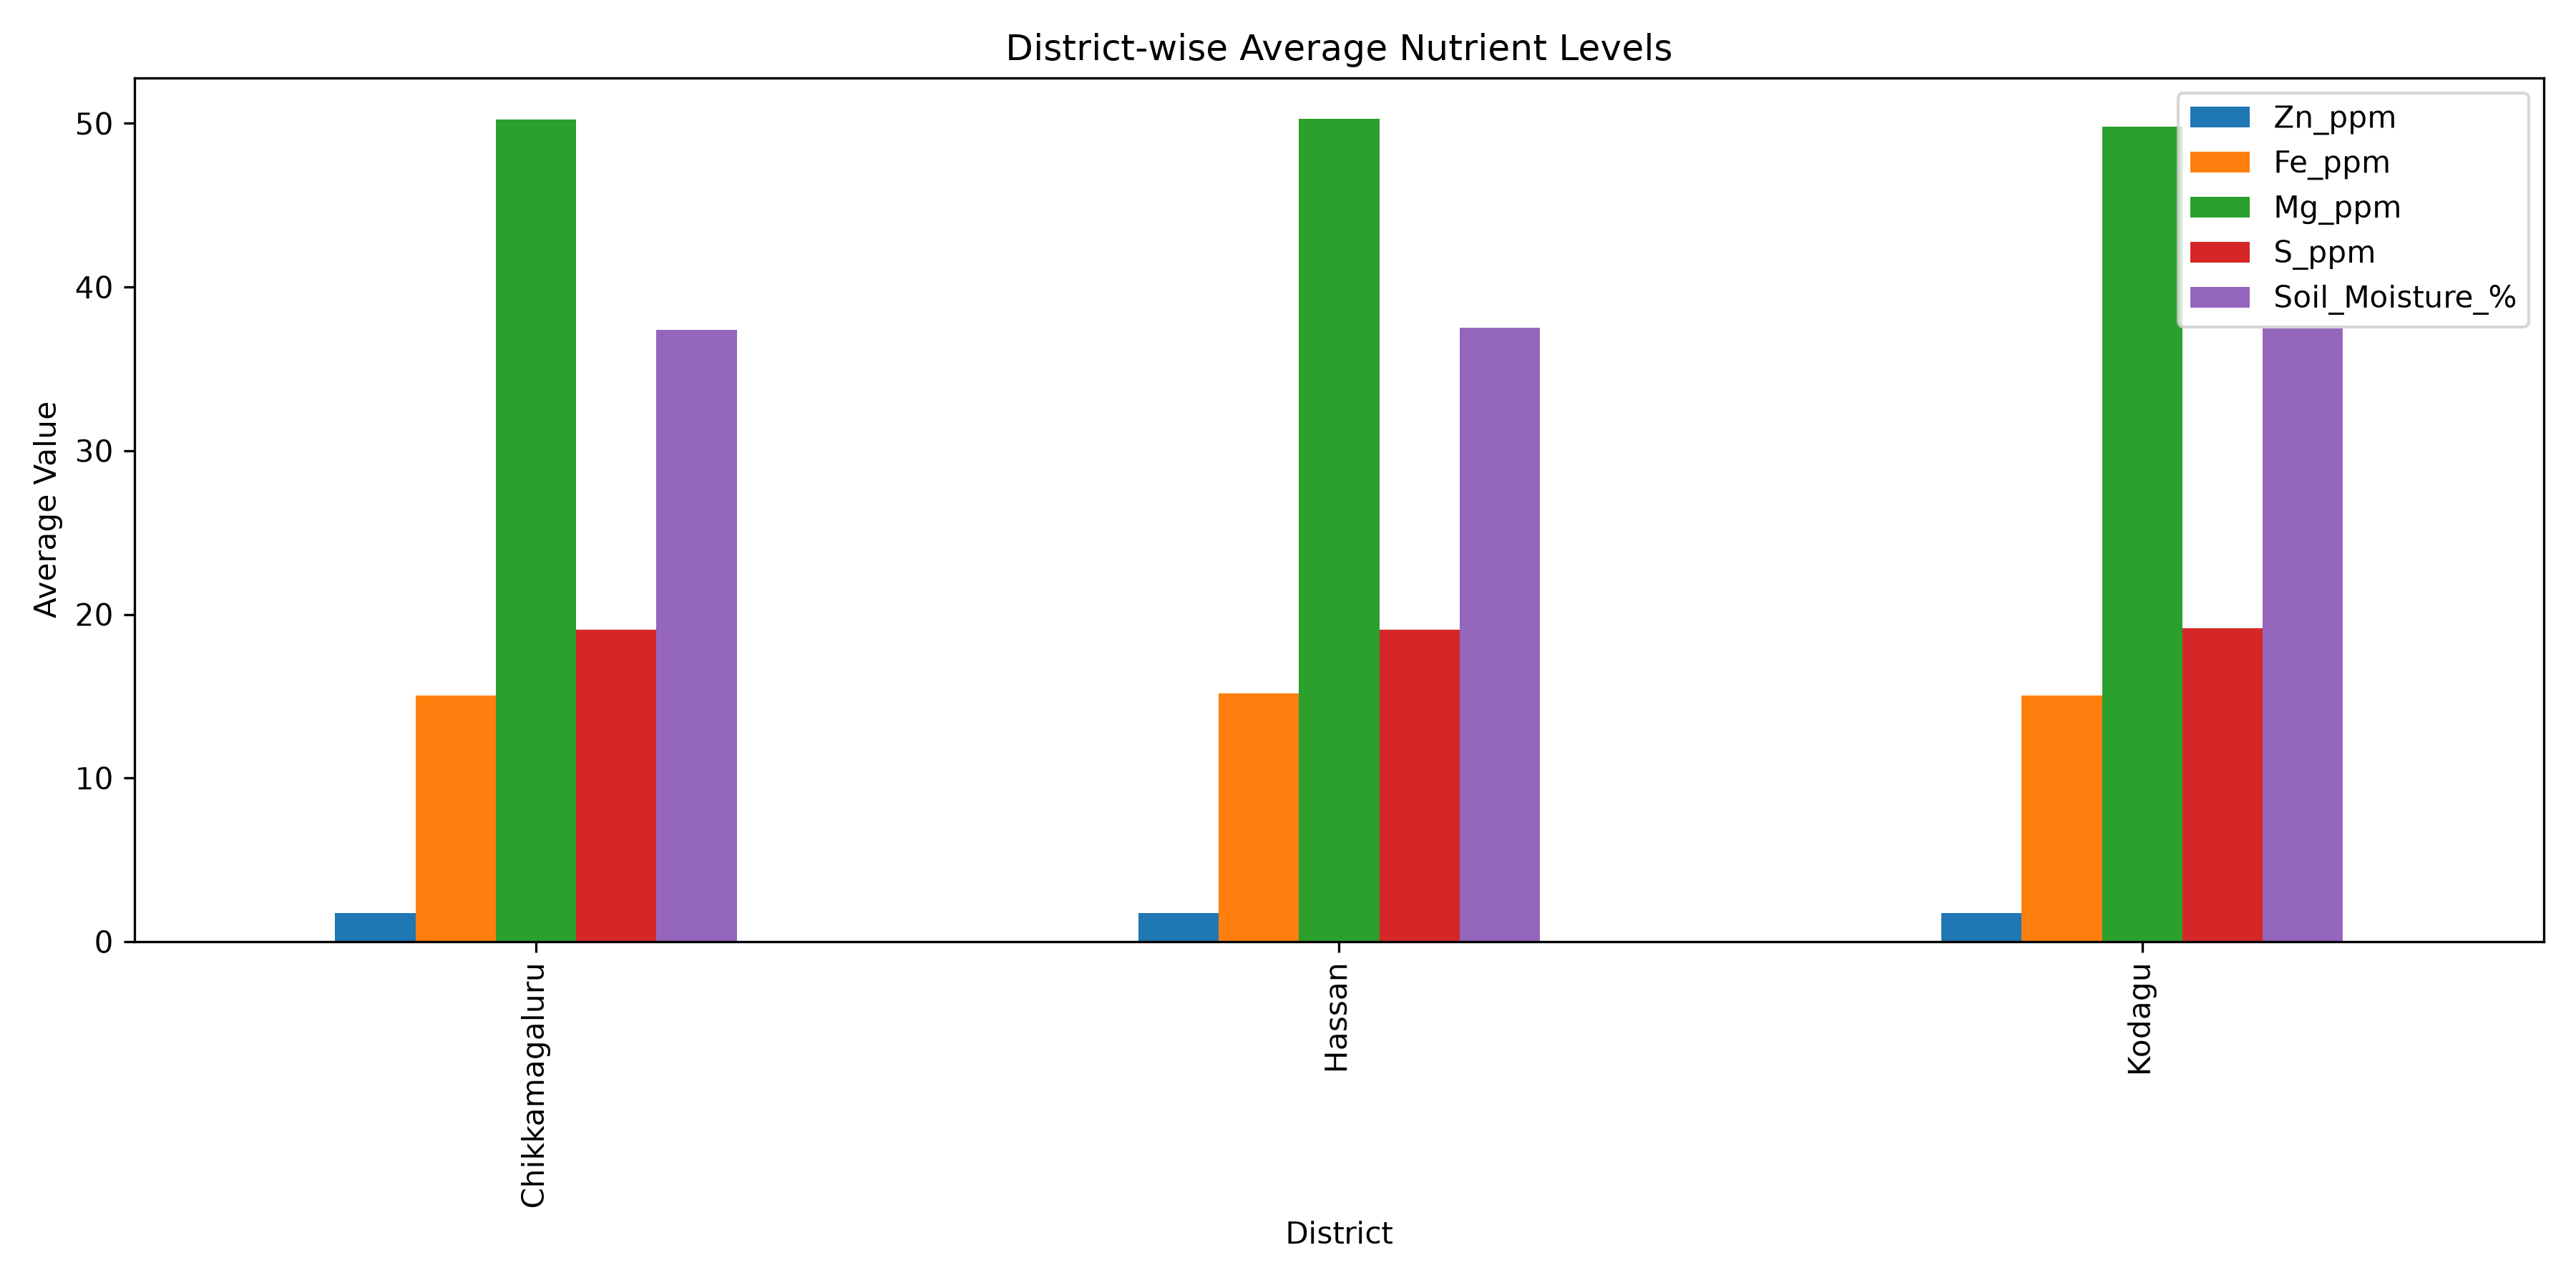 District-wise Average Nutrient Levels
Zn_ppm
Fe_ppm
Mg_ppm
S_ppm
Soil_Moisture_%
Average Value
50
40
30
20
10
0
Chikkamagaluru
Hassan
Kodagu
District